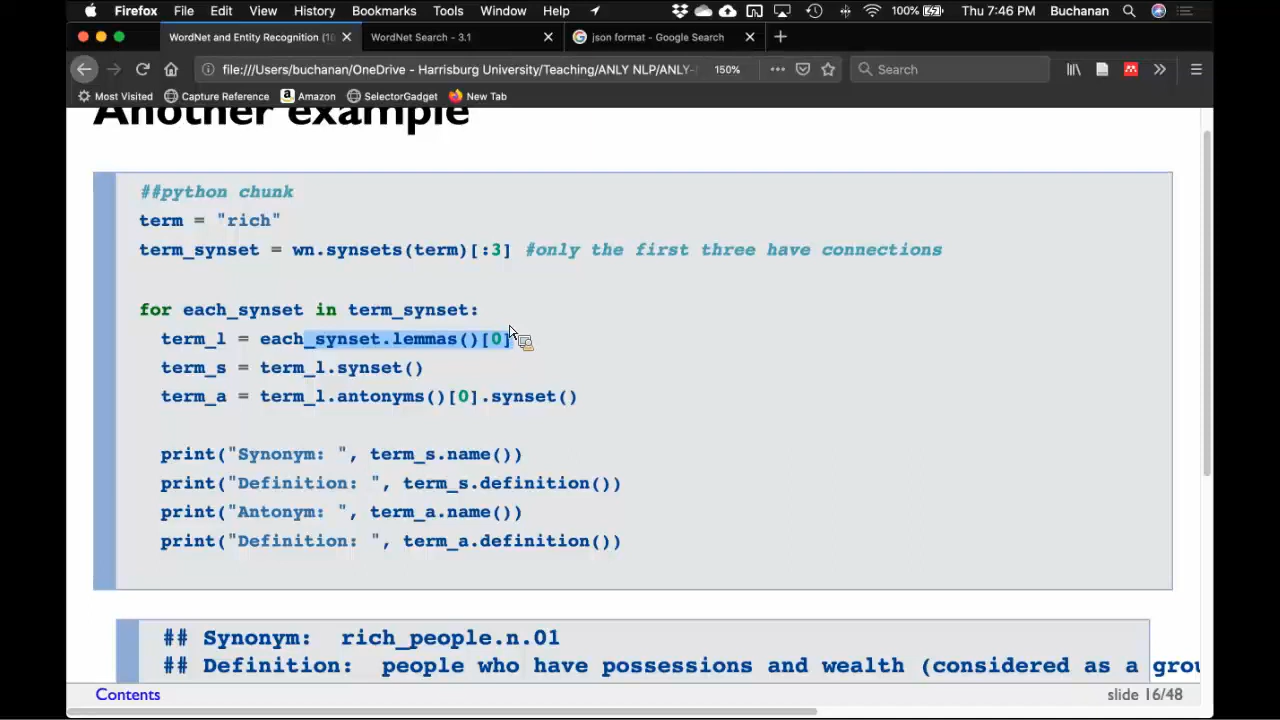 Firefox File Edit View History Bookmarks Tools Window Help 100% Thu 7:46 PM Buchanan
WordNet and Entity Recognition (1 WordNet Search - 3.1 json format - Google Search
file:///Users/buchanan/OneDrive - Harrisburg University/Teaching/ANLY NLP/ANLY- 150% Search
Most Visited Capture Reference Amazon SelectorGadget New Tab
Another example
##python chunk
term = "rich"
term_synset = wn.synsets(term)[:3] #only the first three have connections
for each_synset in term_synset:
term_l = each_synset.lemmas()[0]
term_s = term_l.synset()
term_a = term_l.antonyms()[0].synset()
print("Synonym: ", term_s.name())
print("Definition: ", term_s.definition())
print("Antonym: ", term_a.name())
print("Definition: ", term_a.definition())
## Synonym: rich_people.n.01
## Definition: people who have possessions and wealth (considered as a grou
Contents slide 16/48